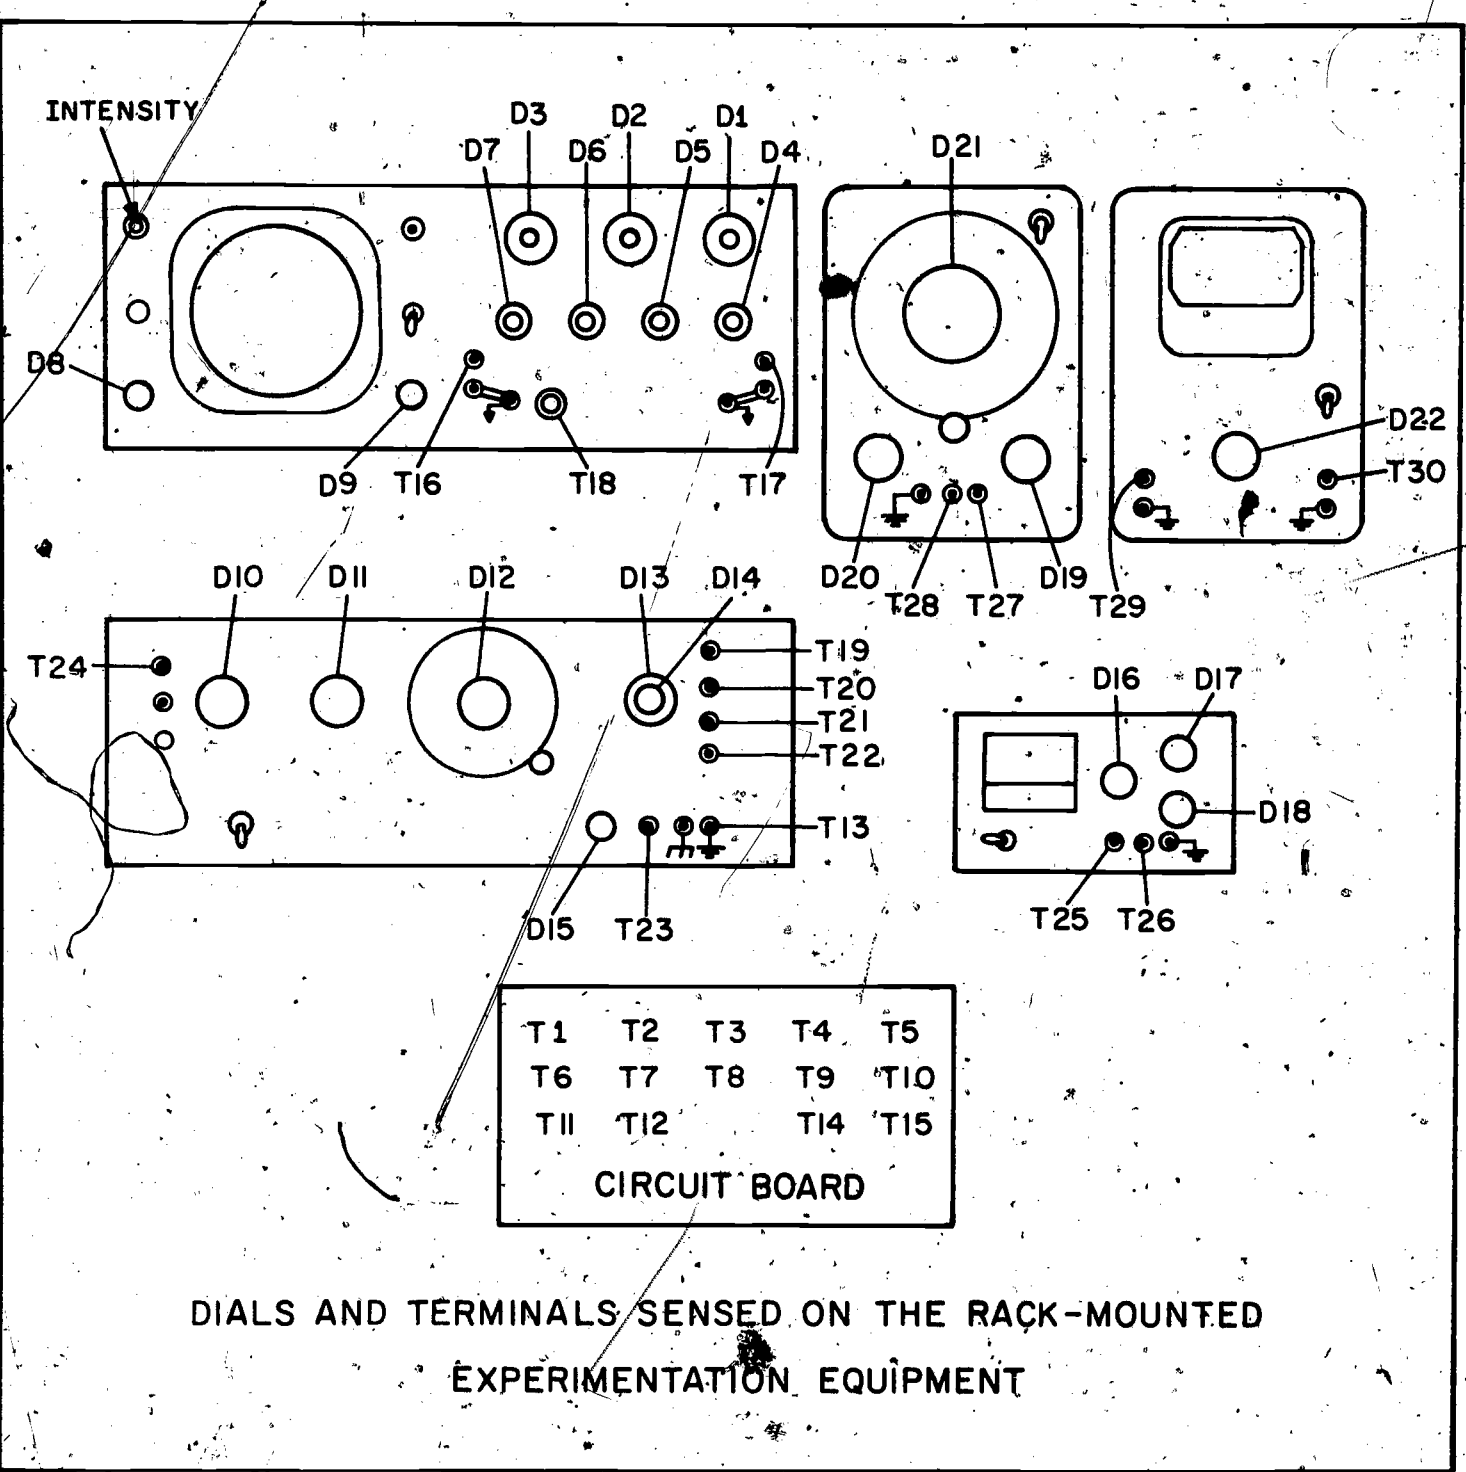 INTENSITY
D3 D2 D1
D7 D6 D5 D4
D21
D8
D22
T30
D9 T16 T18 T17
D20 D19
T28 T27 T29
D10 D11 D12 D13 D14
T24
T19
T20
T21
T22
T13
D16 D17
D18
D15 T23
T25 T26
T1 T2 T3 T4 T5
T6 T7 T8 T9 T10
T11 T12 T14 T15
CIRCUIT BOARD
DIALS AND TERMINALS SENSED ON THE RACK-MOUNTED
EXPERIMENTATION EQUIPMENT